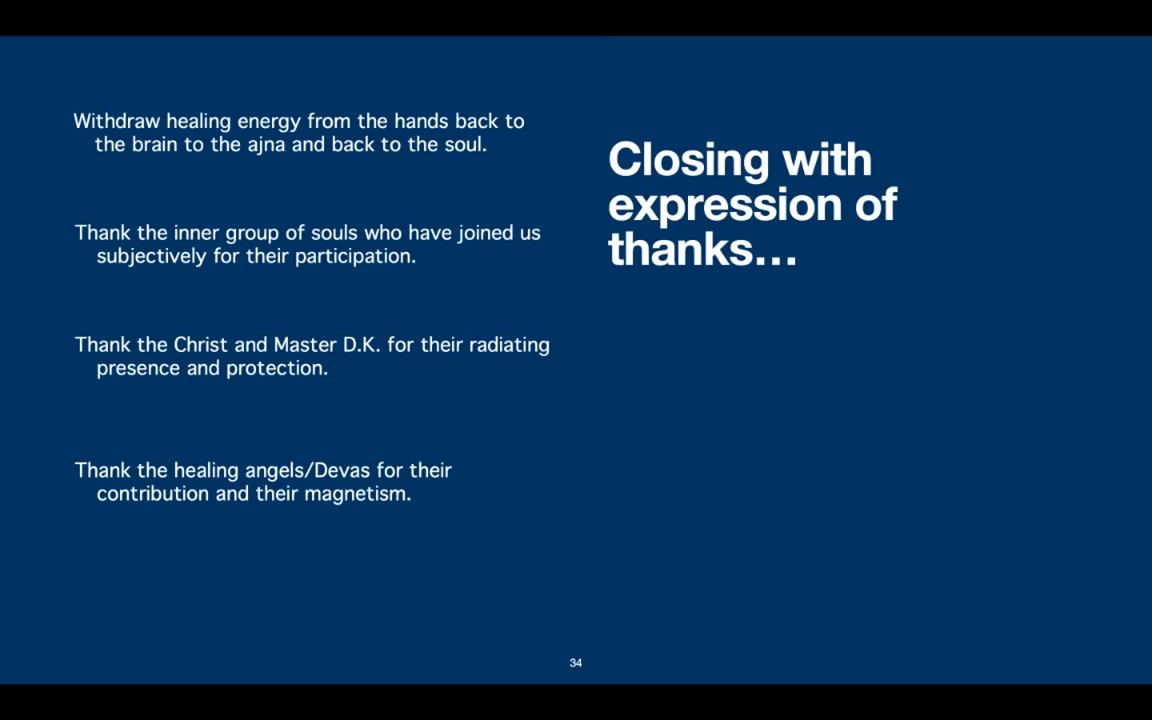 Withdraw healing energy from the hands back to
the brain to the ajna and back to the soul.
Thank the inner group of souls who have joined us
subjectively for their participation.
Thank the Christ and Master D.K. for their radiating
presence and protection.
Thank the healing angels/Devas for their
contribution and their magnetism.
Closing with
expression of
thanks…
34